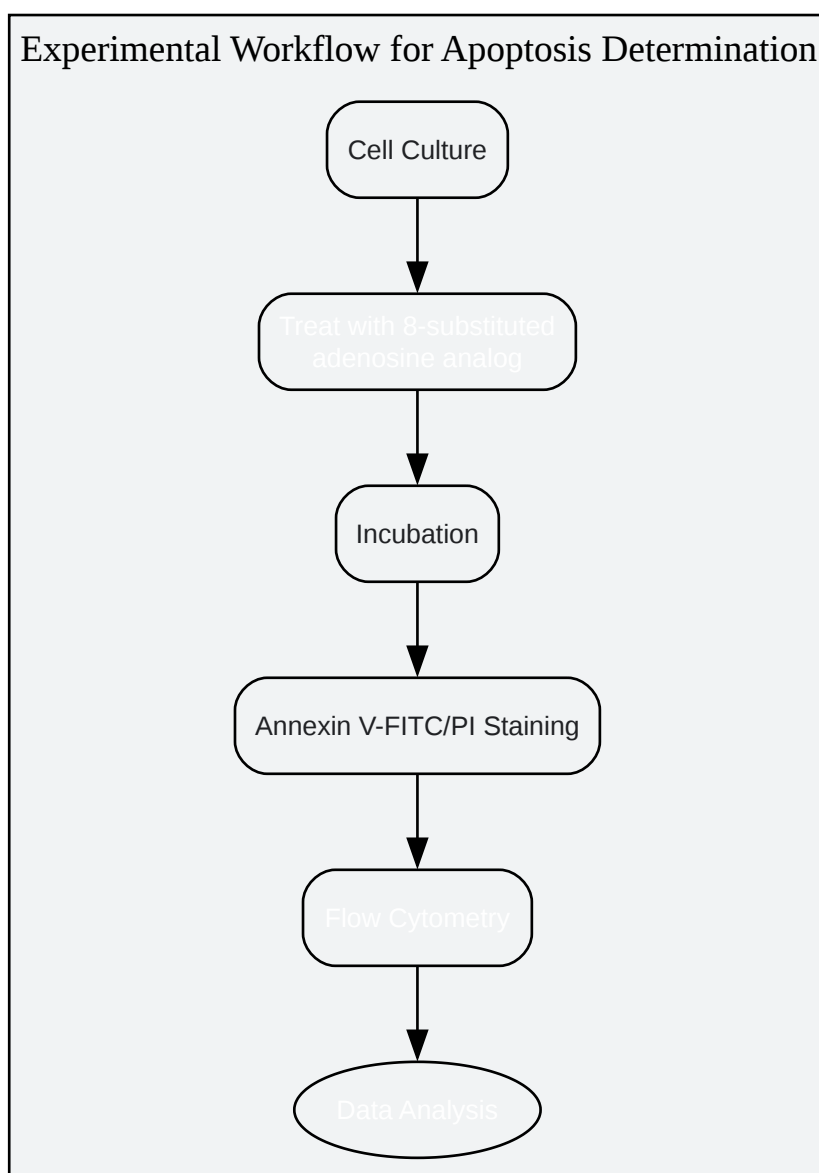 Experimental Workflow for Apoptosis Determination
Cell Culture
Treat with 8-substituted
adenosine analog
Incubation
Annexin V-FITC/PI Staining
Flow Cytometry
Data Analysis